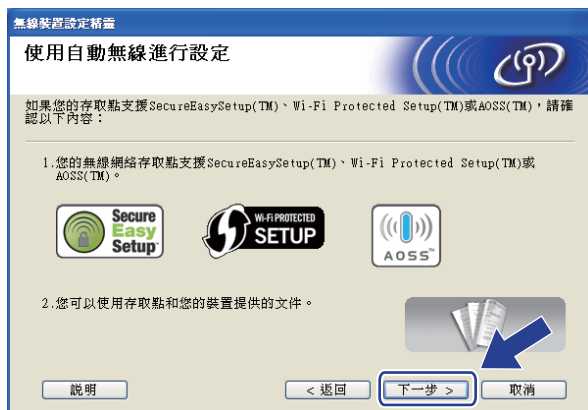 無線裝置設定精靈
使用自動無線進行設定
如果您的存取點支援SecureEasySetup(TM)、Wi-Fi Protected Setup(TM)或AOSS(TM)，請確
認以下內容：
1.您的無線網絡存取點支援SecureEasySetup(TM)、Wi-Fi Protected Setup(TM)或
AOSS(TM)。
Secure
Easy
Setup™
WI-FI PROTECTED
SETUP
AOSS™
2.您可以使用存取點和您的裝置提供的文件。
説明
< 返回
下一步 >
取消